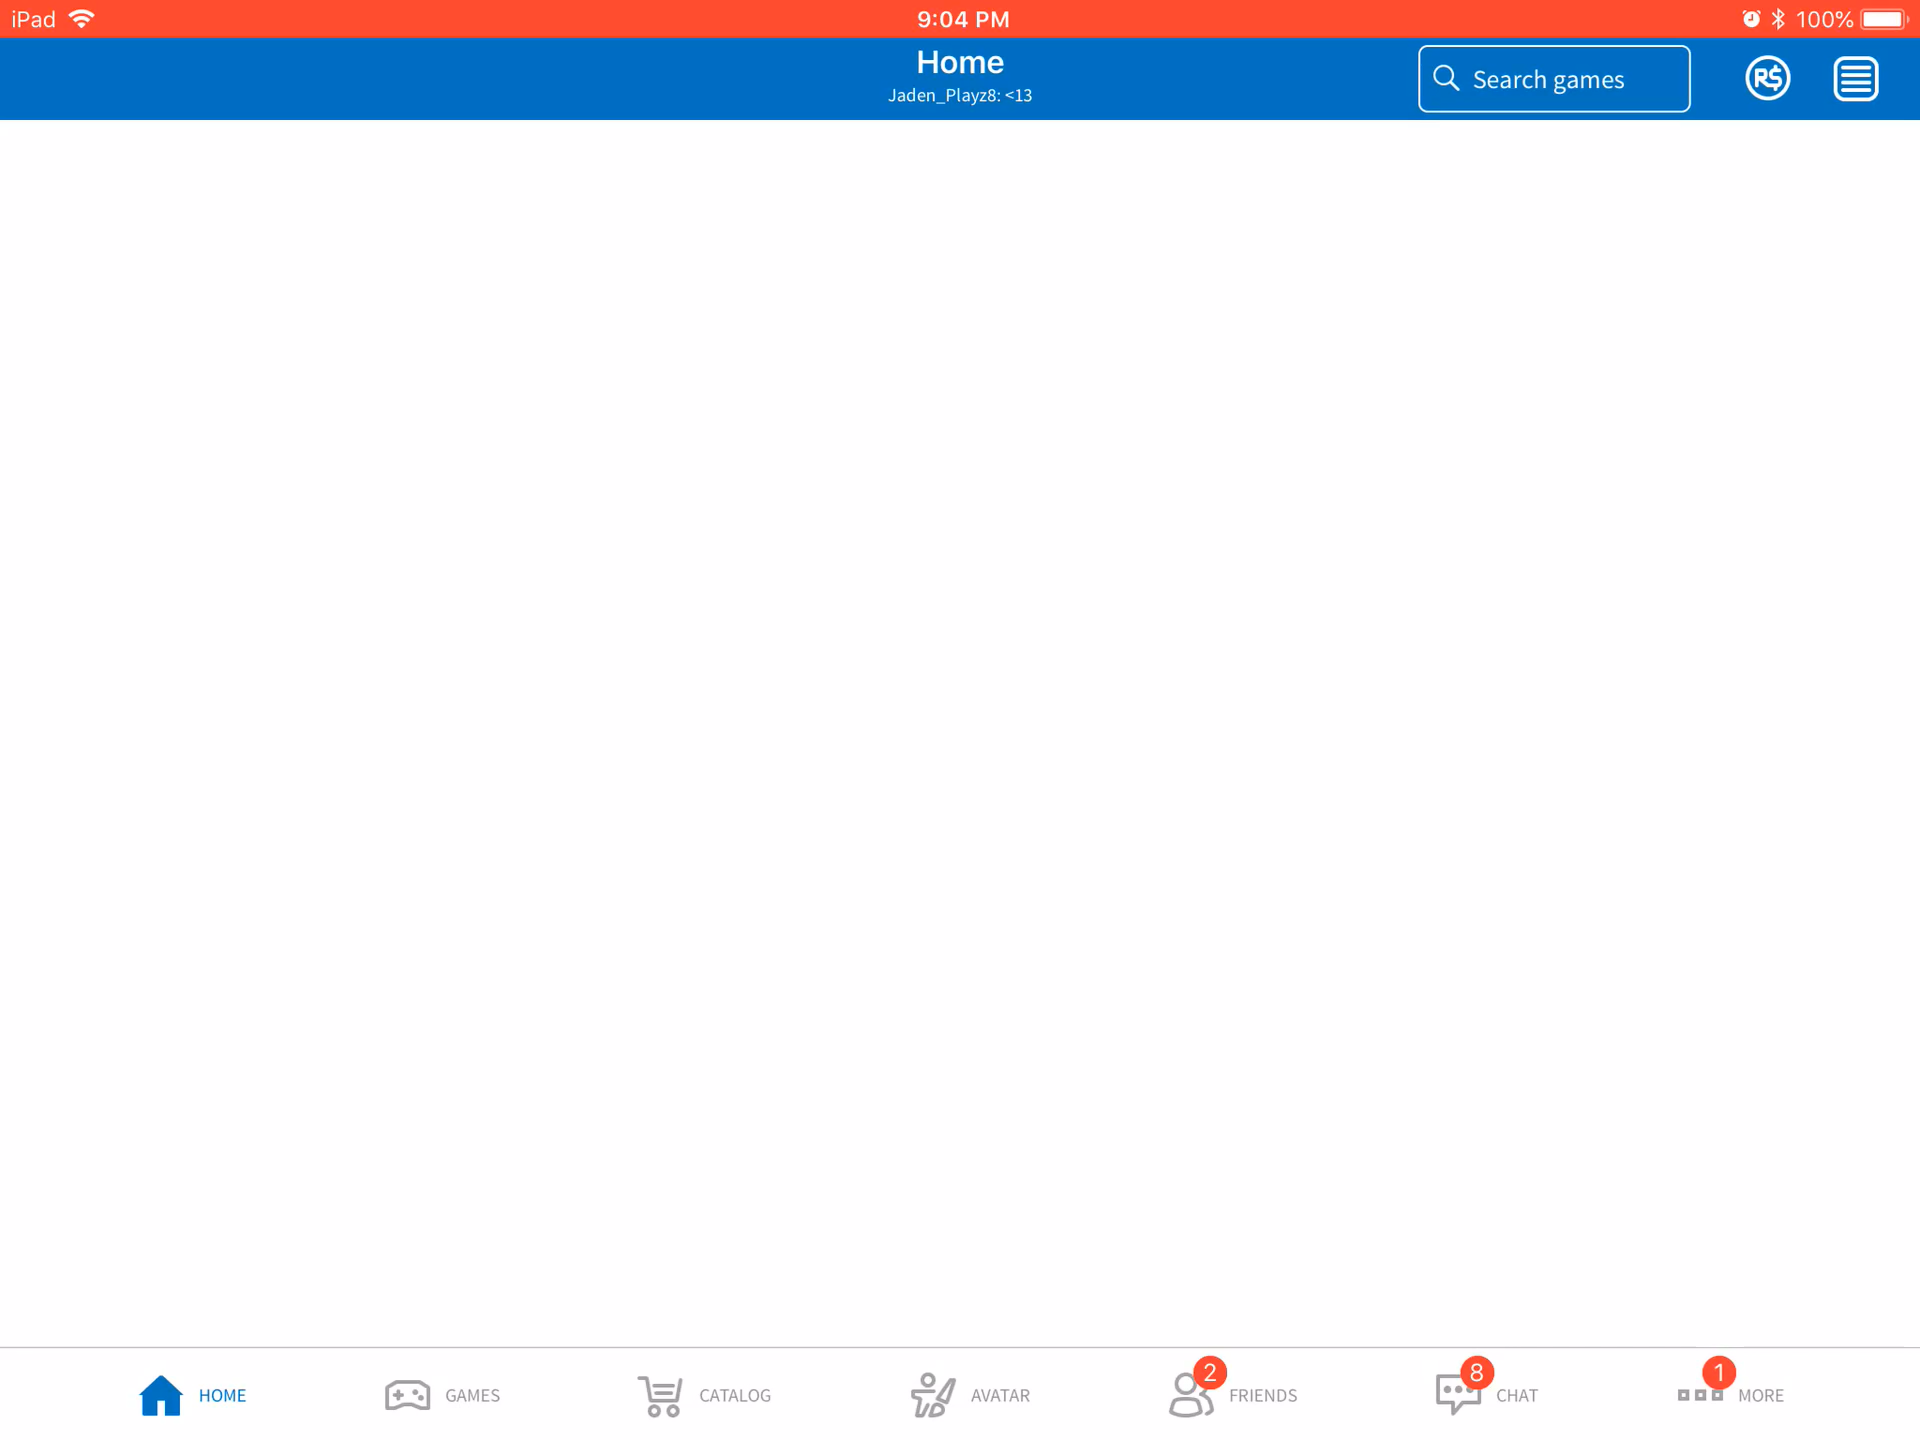 iPad 9:04 PM 100%
Home
Jaden_Playz8: <13
Search games
R$
HOME GAMES CATALOG AVATAR 2 FRIENDS 8 CHAT 1 MORE